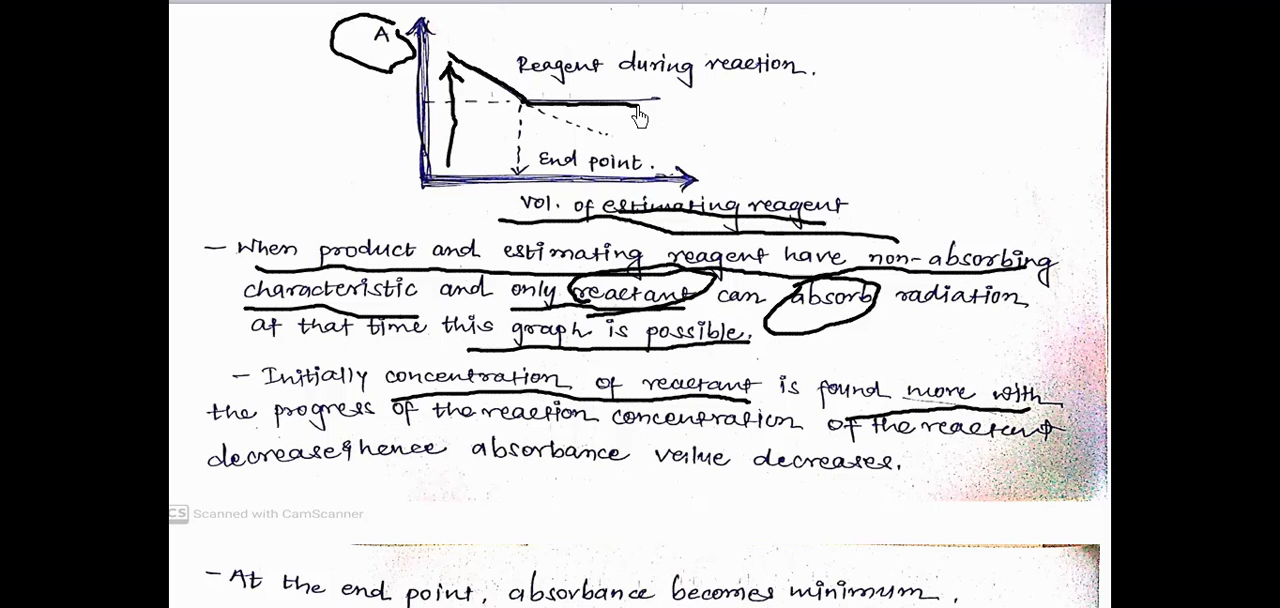 A
Reagent during reaction.
End point.
Vol. of estimating reagent
- When product and estimating reagent have non-absorbing
characteristic and only reactant can absorb radiation
at that time this graph is possible.
- Initially concentration of reactant is found more with
the progress of the reaction concentration of the reactant
decrease & hence absorbance value decreases.
CS Scanned with CamScanner
- At the end point, absorbance becomes minimum.